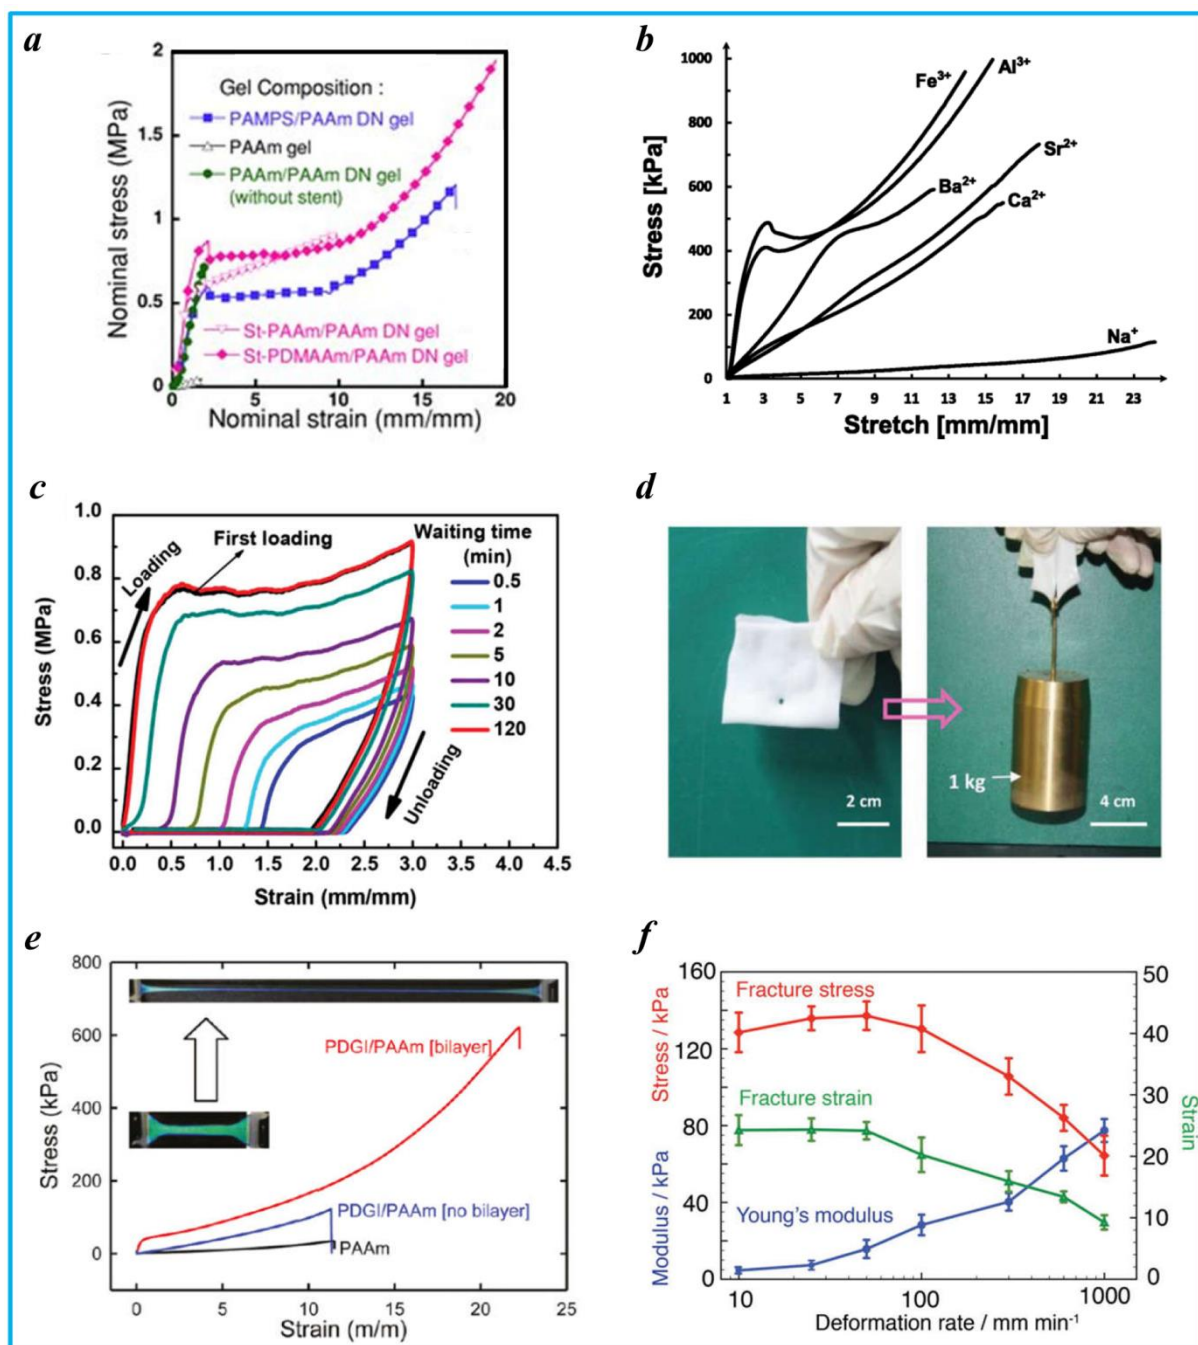 a
2
1.5
1
0.5
0
Nominal stress (MPa)
Gel Composition :
PAMPS/PAAm DN gel
PAAm gel
PAAm/PAAm DN gel
(without stent)
St-PAAm/PAAm DN gel
St-PDMAAm/PAAm DN gel
0 5 10 15 20
Nominal strain (mm/mm)
b
1000
800
600
400
200
0
Stress [kPa]
Fe3+
Al3+
Sr2+
Ba2+
Ca2+
Na+
1 3 5 7 9 11 13 15 17 19 21 23
Stretch [mm/mm]
c
1.0
0.8
0.6
0.4
0.2
0.0
Stress (MPa)
Loading
First loading
Waiting time
(min)
0.5
1
2
5
10
30
120
Unloading
0.0 0.5 1.0 1.5 2.0 2.5 3.0 3.5 4.0 4.5
Strain (mm/mm)
d
2 cm
1 kg
4 cm
e
800
600
400
200
0
Stress (kPa)
PDGI/PAAm [bilayer]
PDGI/PAAm [no bilayer]
PAAm
0 5 10 15 20 25
Strain (m/m)
f
160
120
80
40
0
Stress / kPa
Modulus / kPa
Fracture stress
Fracture strain
Young's modulus
50
40
30
20
10
0
Strain
10 100 1000
Deformation rate / mm min-1